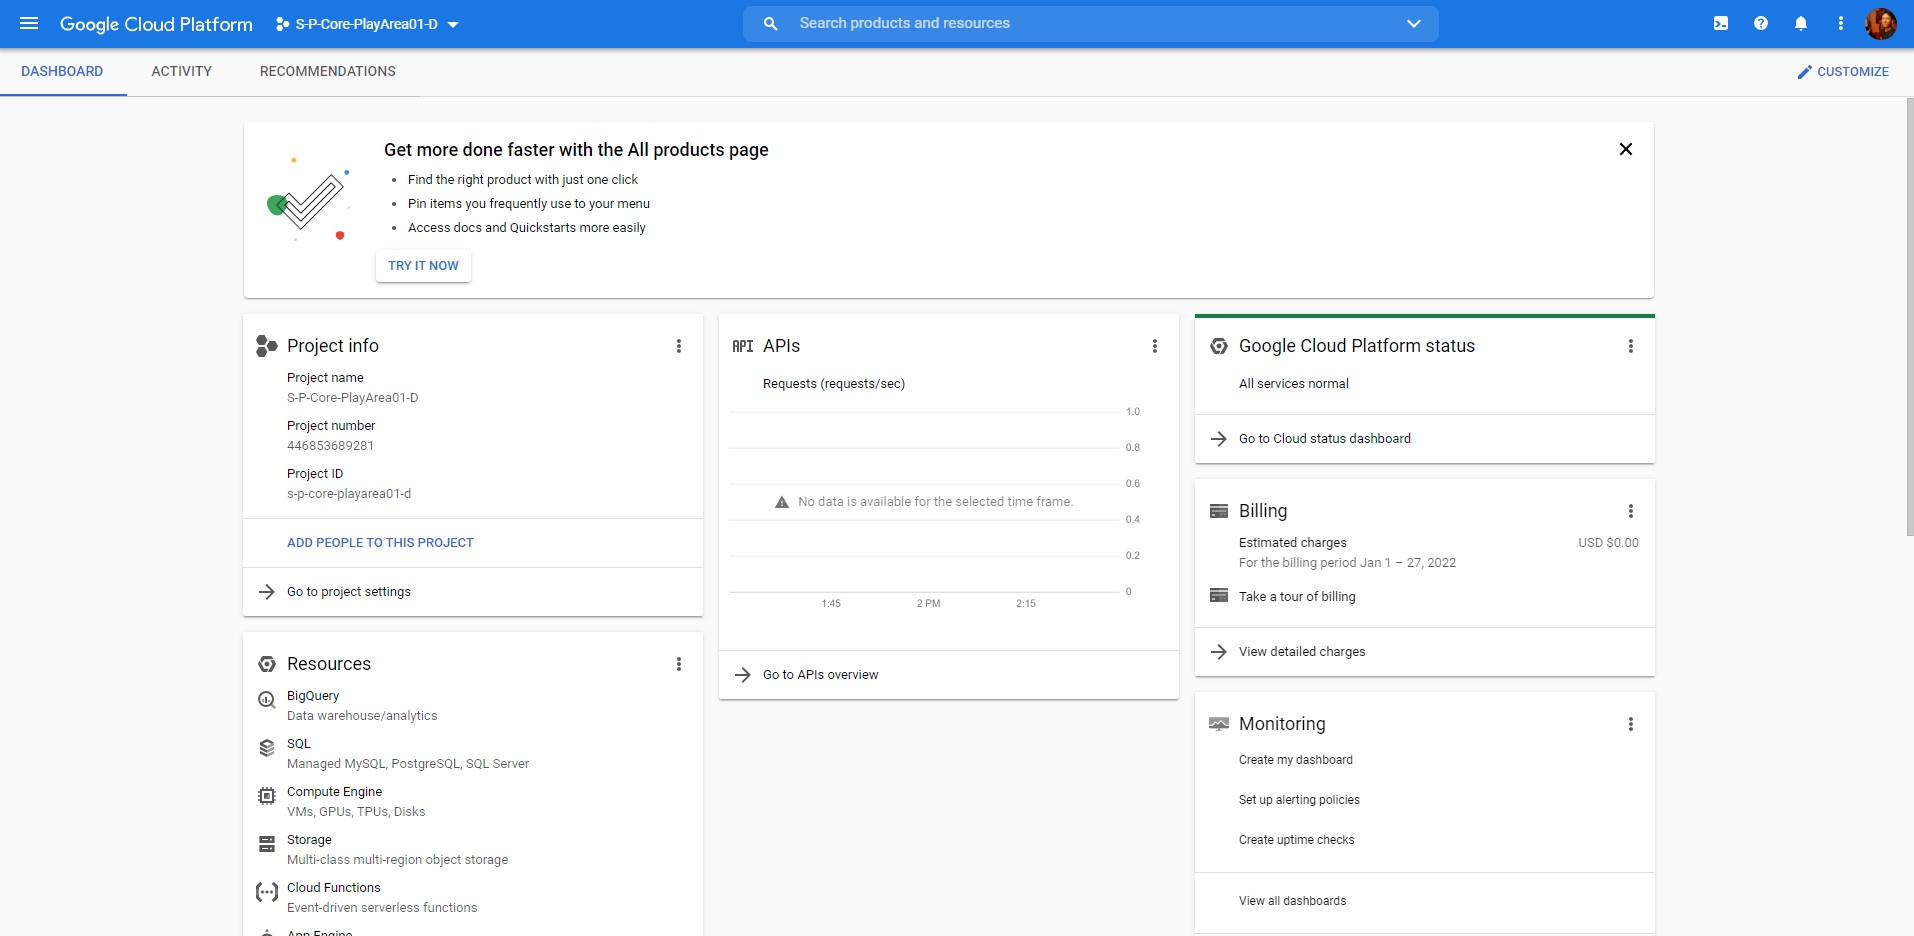 Google Cloud Platform
S-P-Core-PlayArea01-D
Search products and resources
DASHBOARD
ACTIVITY
RECOMMENDATIONS
CUSTOMIZE
Get more done faster with the All products page
Find the right product with just one click
Pin items you frequently use to your menu
Access docs and Quickstarts more easily
TRY IT NOW
Project info
Project name
S-P-Core-PlayArea01-D
Project number
446853689281
Project ID
s-p-core-playarea01-d
ADD PEOPLE TO THIS PROJECT
Go to project settings
Resources
BigQuery
Data warehouse/analytics
SQL
Managed MySQL, PostgreSQL, SQL Server
Compute Engine
VMs, GPUs, TPUs, Disks
Storage
Multi-class multi-region object storage
Cloud Functions
Event-driven serverless functions
App Engine
API APIs
Requests (requests/sec)
1.0
0.8
0.6
No data is available for the selected time frame.
0.4
0.2
0
1:45
2 PM
2:15
Go to APIs overview
Google Cloud Platform status
All services normal
Go to Cloud status dashboard
Billing
Estimated charges
USD $0.00
For the billing period Jan 1 – 27, 2022
Take a tour of billing
View detailed charges
Monitoring
Create my dashboard
Set up alerting policies
Create uptime checks
View all dashboards